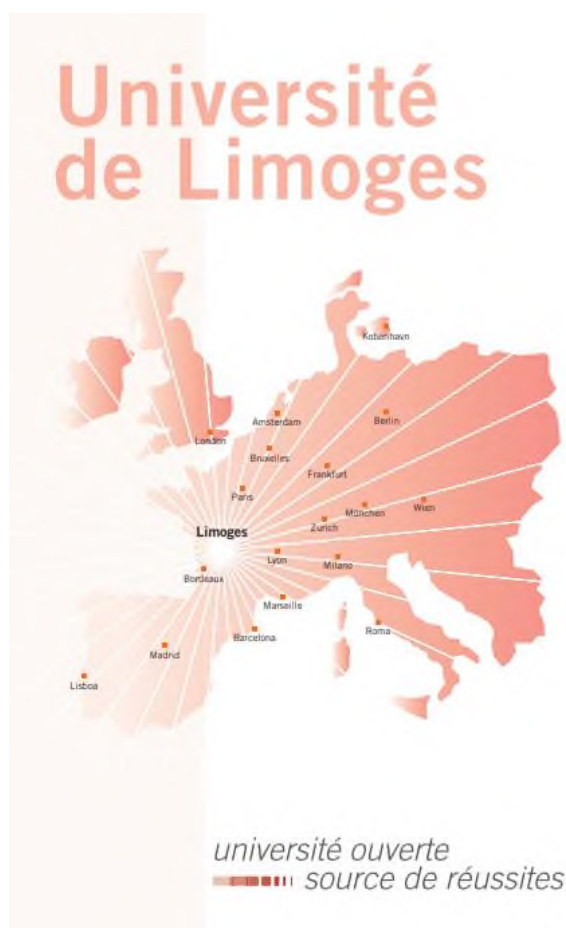 Université
de Limoges
København
Amsterdam
Berlin
London
Bruxelles
Frankfurt
Paris
München
Wien
Zurich
Limoges
Lyon
Milano
Bordeaux
Marseille
Roma
Barcelona
Madrid
Lisboa
université ouverte
source de réussites